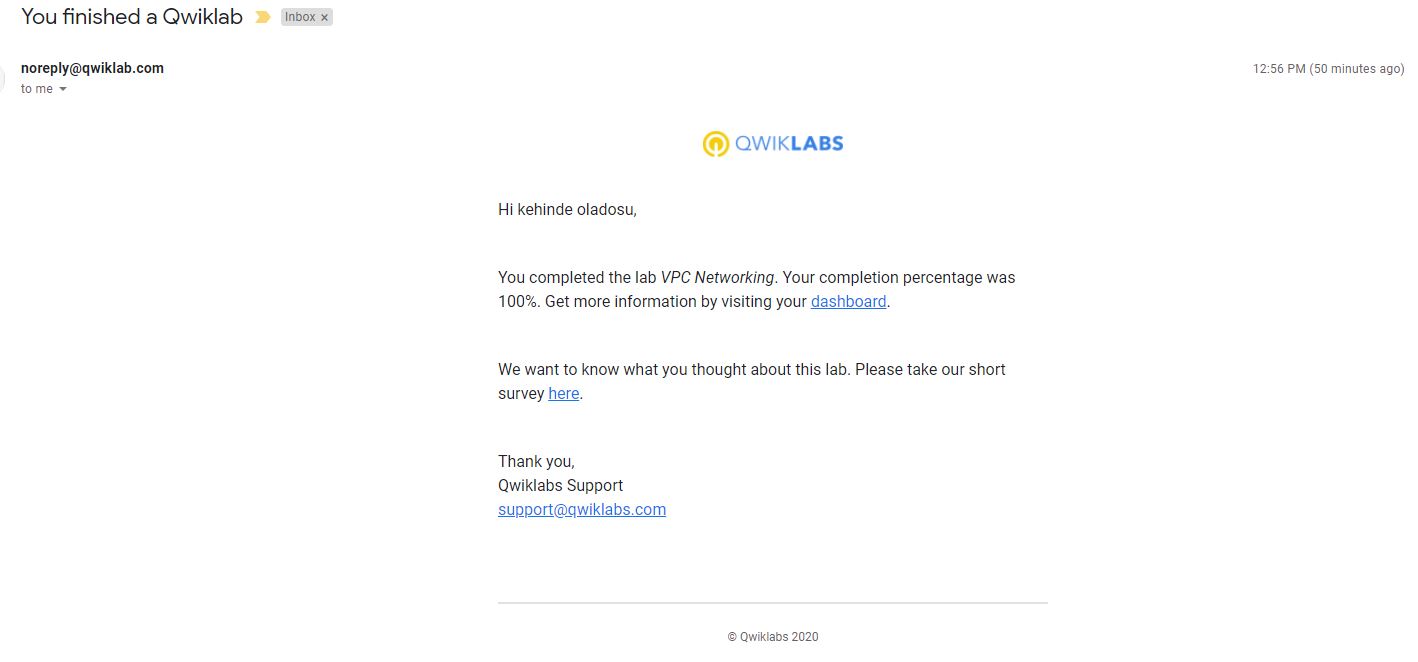 You finished a Qwiklab
Inbox x
noreply@qwiklab.com
12:56 PM (50 minutes ago)
to me
QWIKLABS
Hi kehinde oladosu,
You completed the lab VPC Networking. Your completion percentage was
100%. Get more information by visiting your dashboard.
We want to know what you thought about this lab. Please take our short
survey here.
Thank you,
Qwiklabs Support
support@qwiklabs.com
© Qwiklabs 2020